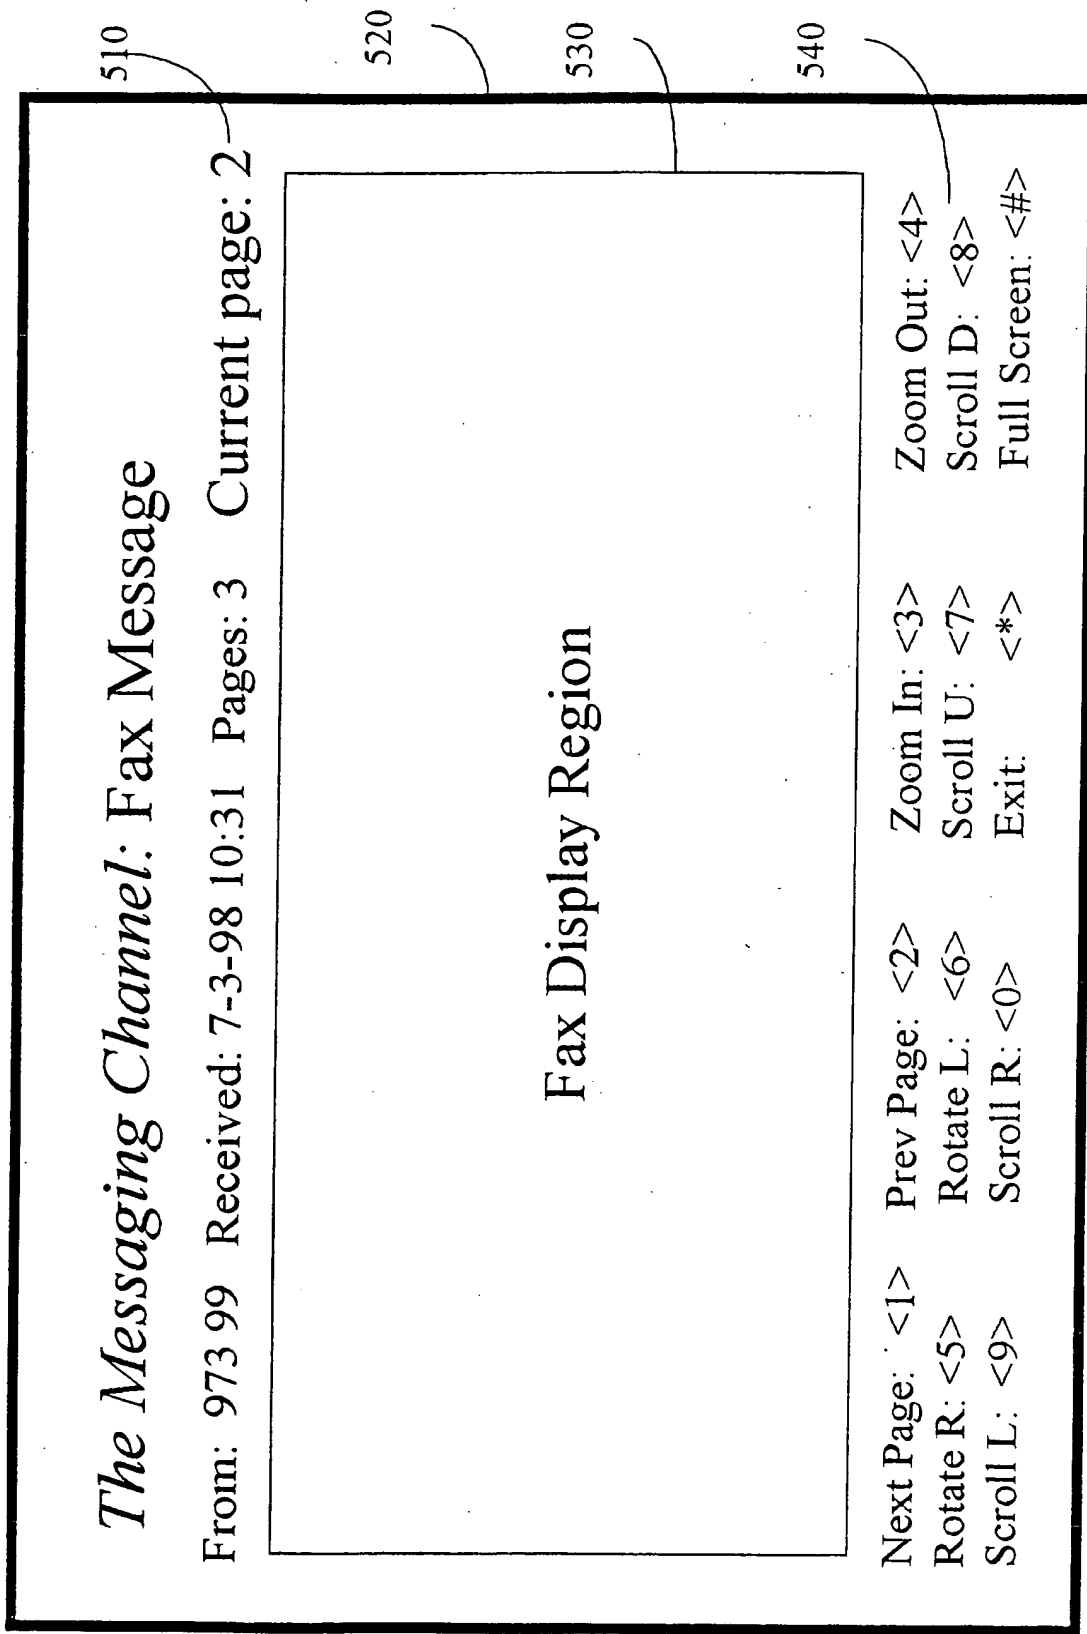 The Messaging Channel: Fax Message
From: 973 99 Received: 7-3-98 10:31 Pages: 3 Current page: 2
Fax Display Region
Next Page: <1> Prev Page: <2> Zoom In: <3> Zoom Out: <4>
Rotate R: <5> Rotate L: <6> Scroll U: <7> Scroll D: <8>
Scroll L: <9> Scroll R: <0> Exit: <*> Full Screen: <#>
510
520
530
540